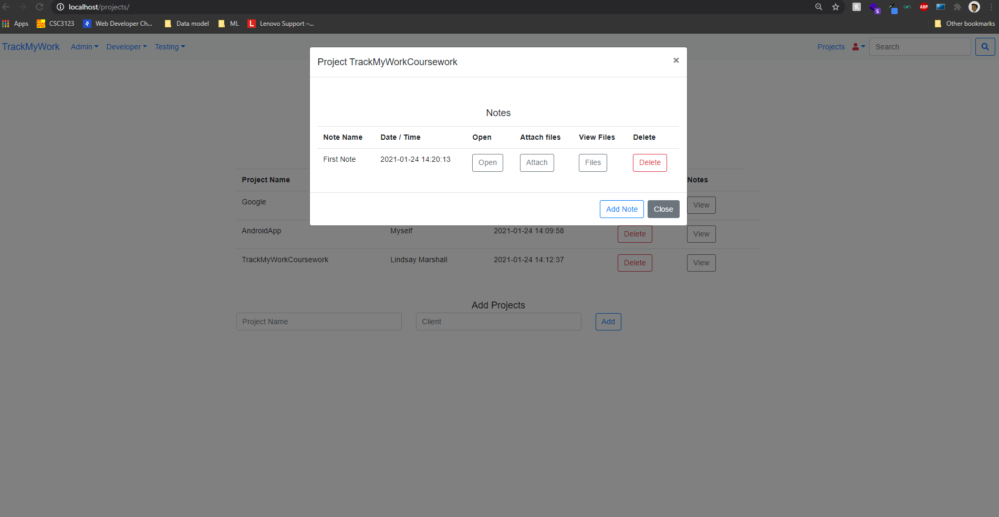 localhost/projects/
ABP
5
Apps CSC3123 Web Developer Ch... Data model ML L Lenovo Support –... Other bookmarks
TrackMyWork Admin Developer Testing Projects Search
Project TrackMyWorkCoursework ×
Notes
Note Name Date / Time Open Attach files View Files Delete
First Note 2021-01-24 14:20:13 Open Attach Files Delete
Add Note Close
Project Name Notes
Google View
AndroidApp Myself 2021-01-24 14:09:58 Delete View
TrackMyWorkCoursework Lindsay Marshall 2021-01-24 14:12:37 Delete View
Add Projects
Project Name Client Add